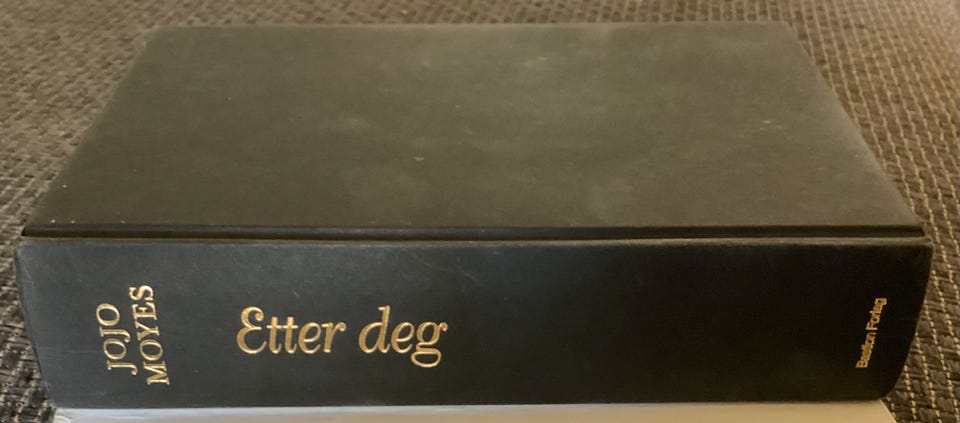 JOJO
MOYES
Etter deg
Bastion Forlag